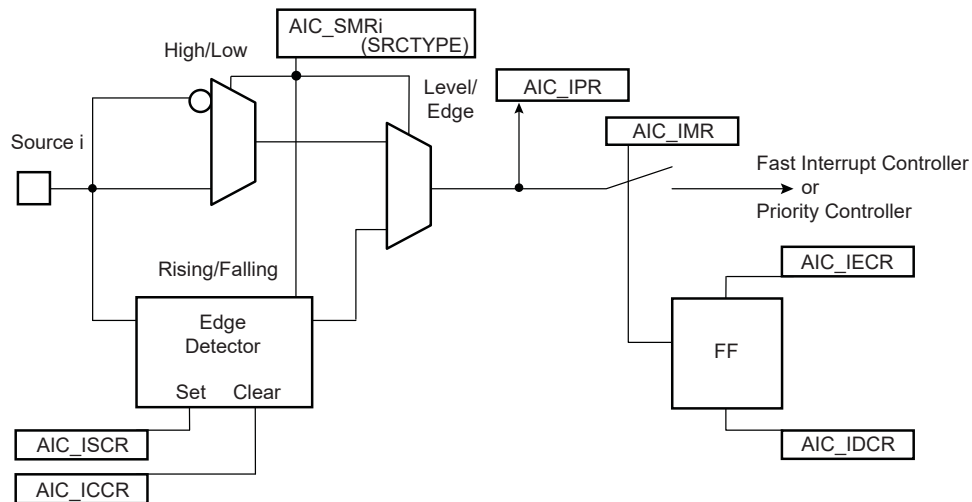 AIC_SMRi
(SRCTYPE)
High/Low
Level/
Edge
AIC_IPR
AIC_IMR
Source i
Fast Interrupt Controller
or
Priority Controller
Rising/Falling
AIC_IECR
Edge
Detector
FF
Set Clear
AIC_ISCR
AIC_IDCR
AIC_ICCR